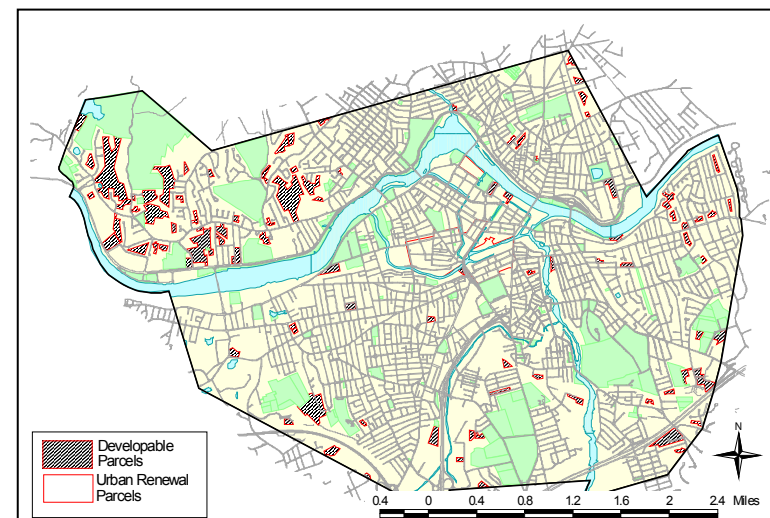 N
Developable
Parcels
Urban Renewal
Parcels
0.4 0 0.4 0.8 1.2 1.6 2 2.4 Miles